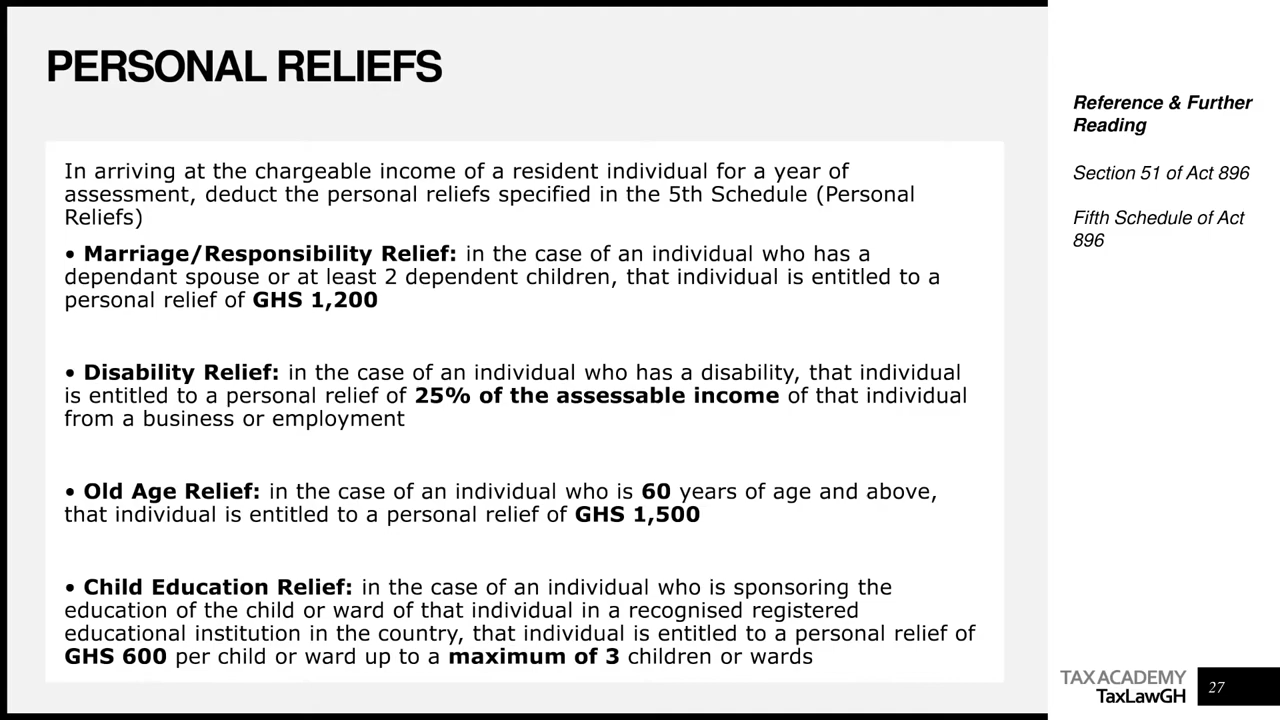 PERSONAL RELIEFS
In arriving at the chargeable income of a resident individual for a year of
assessment, deduct the personal reliefs specified in the 5th Schedule (Personal
Reliefs)
• Marriage/Responsibility Relief: in the case of an individual who has a
dependant spouse or at least 2 dependent children, that individual is entitled to a
personal relief of GHS 1,200
• Disability Relief: in the case of an individual who has a disability, that individual
is entitled to a personal relief of 25% of the assessable income of that individual
from a business or employment
• Old Age Relief: in the case of an individual who is 60 years of age and above,
that individual is entitled to a personal relief of GHS 1,500
• Child Education Relief: in the case of an individual who is sponsoring the
education of the child or ward of that individual in a recognised registered
educational institution in the country, that individual is entitled to a personal relief of
GHS 600 per child or ward up to a maximum of 3 children or wards
Reference & Further
Reading
Section 51 of Act 896
Fifth Schedule of Act
896
TAX ACADEMY
TaxLawGH
27